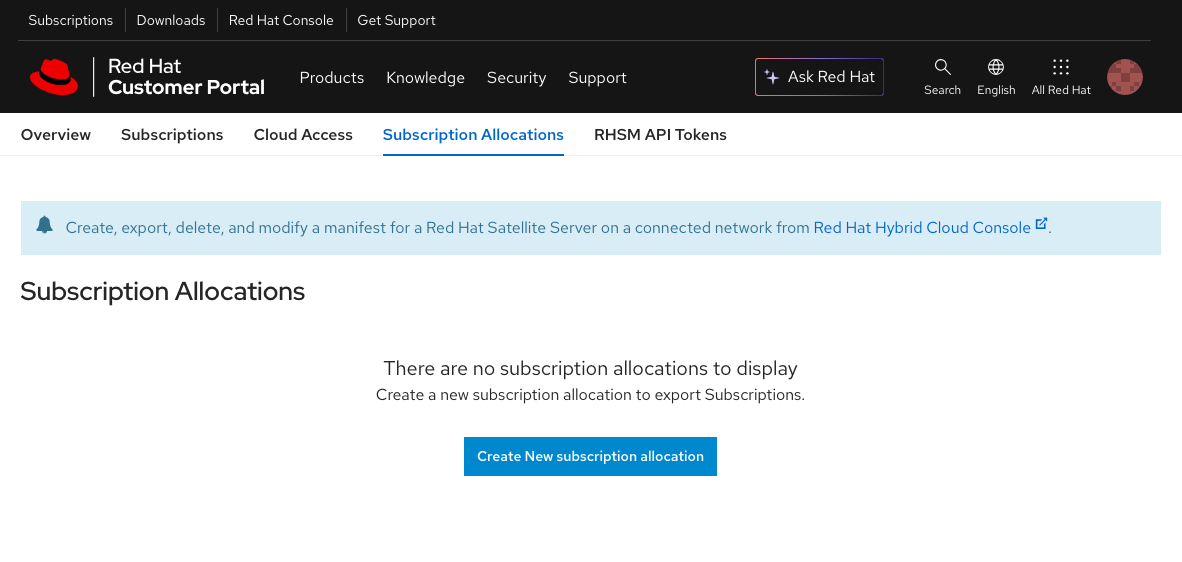 Subscriptions Downloads Red Hat Console Get Support
Red Hat
Customer Portal
Products Knowledge Security Support
Ask Red Hat
Search English All Red Hat
Overview Subscriptions Cloud Access Subscription Allocations RHSM API Tokens
Create, export, delete, and modify a manifest for a Red Hat Satellite Server on a connected network from Red Hat Hybrid Cloud Console.
Subscription Allocations
There are no subscription allocations to display
Create a new subscription allocation to export Subscriptions.
Create New subscription allocation